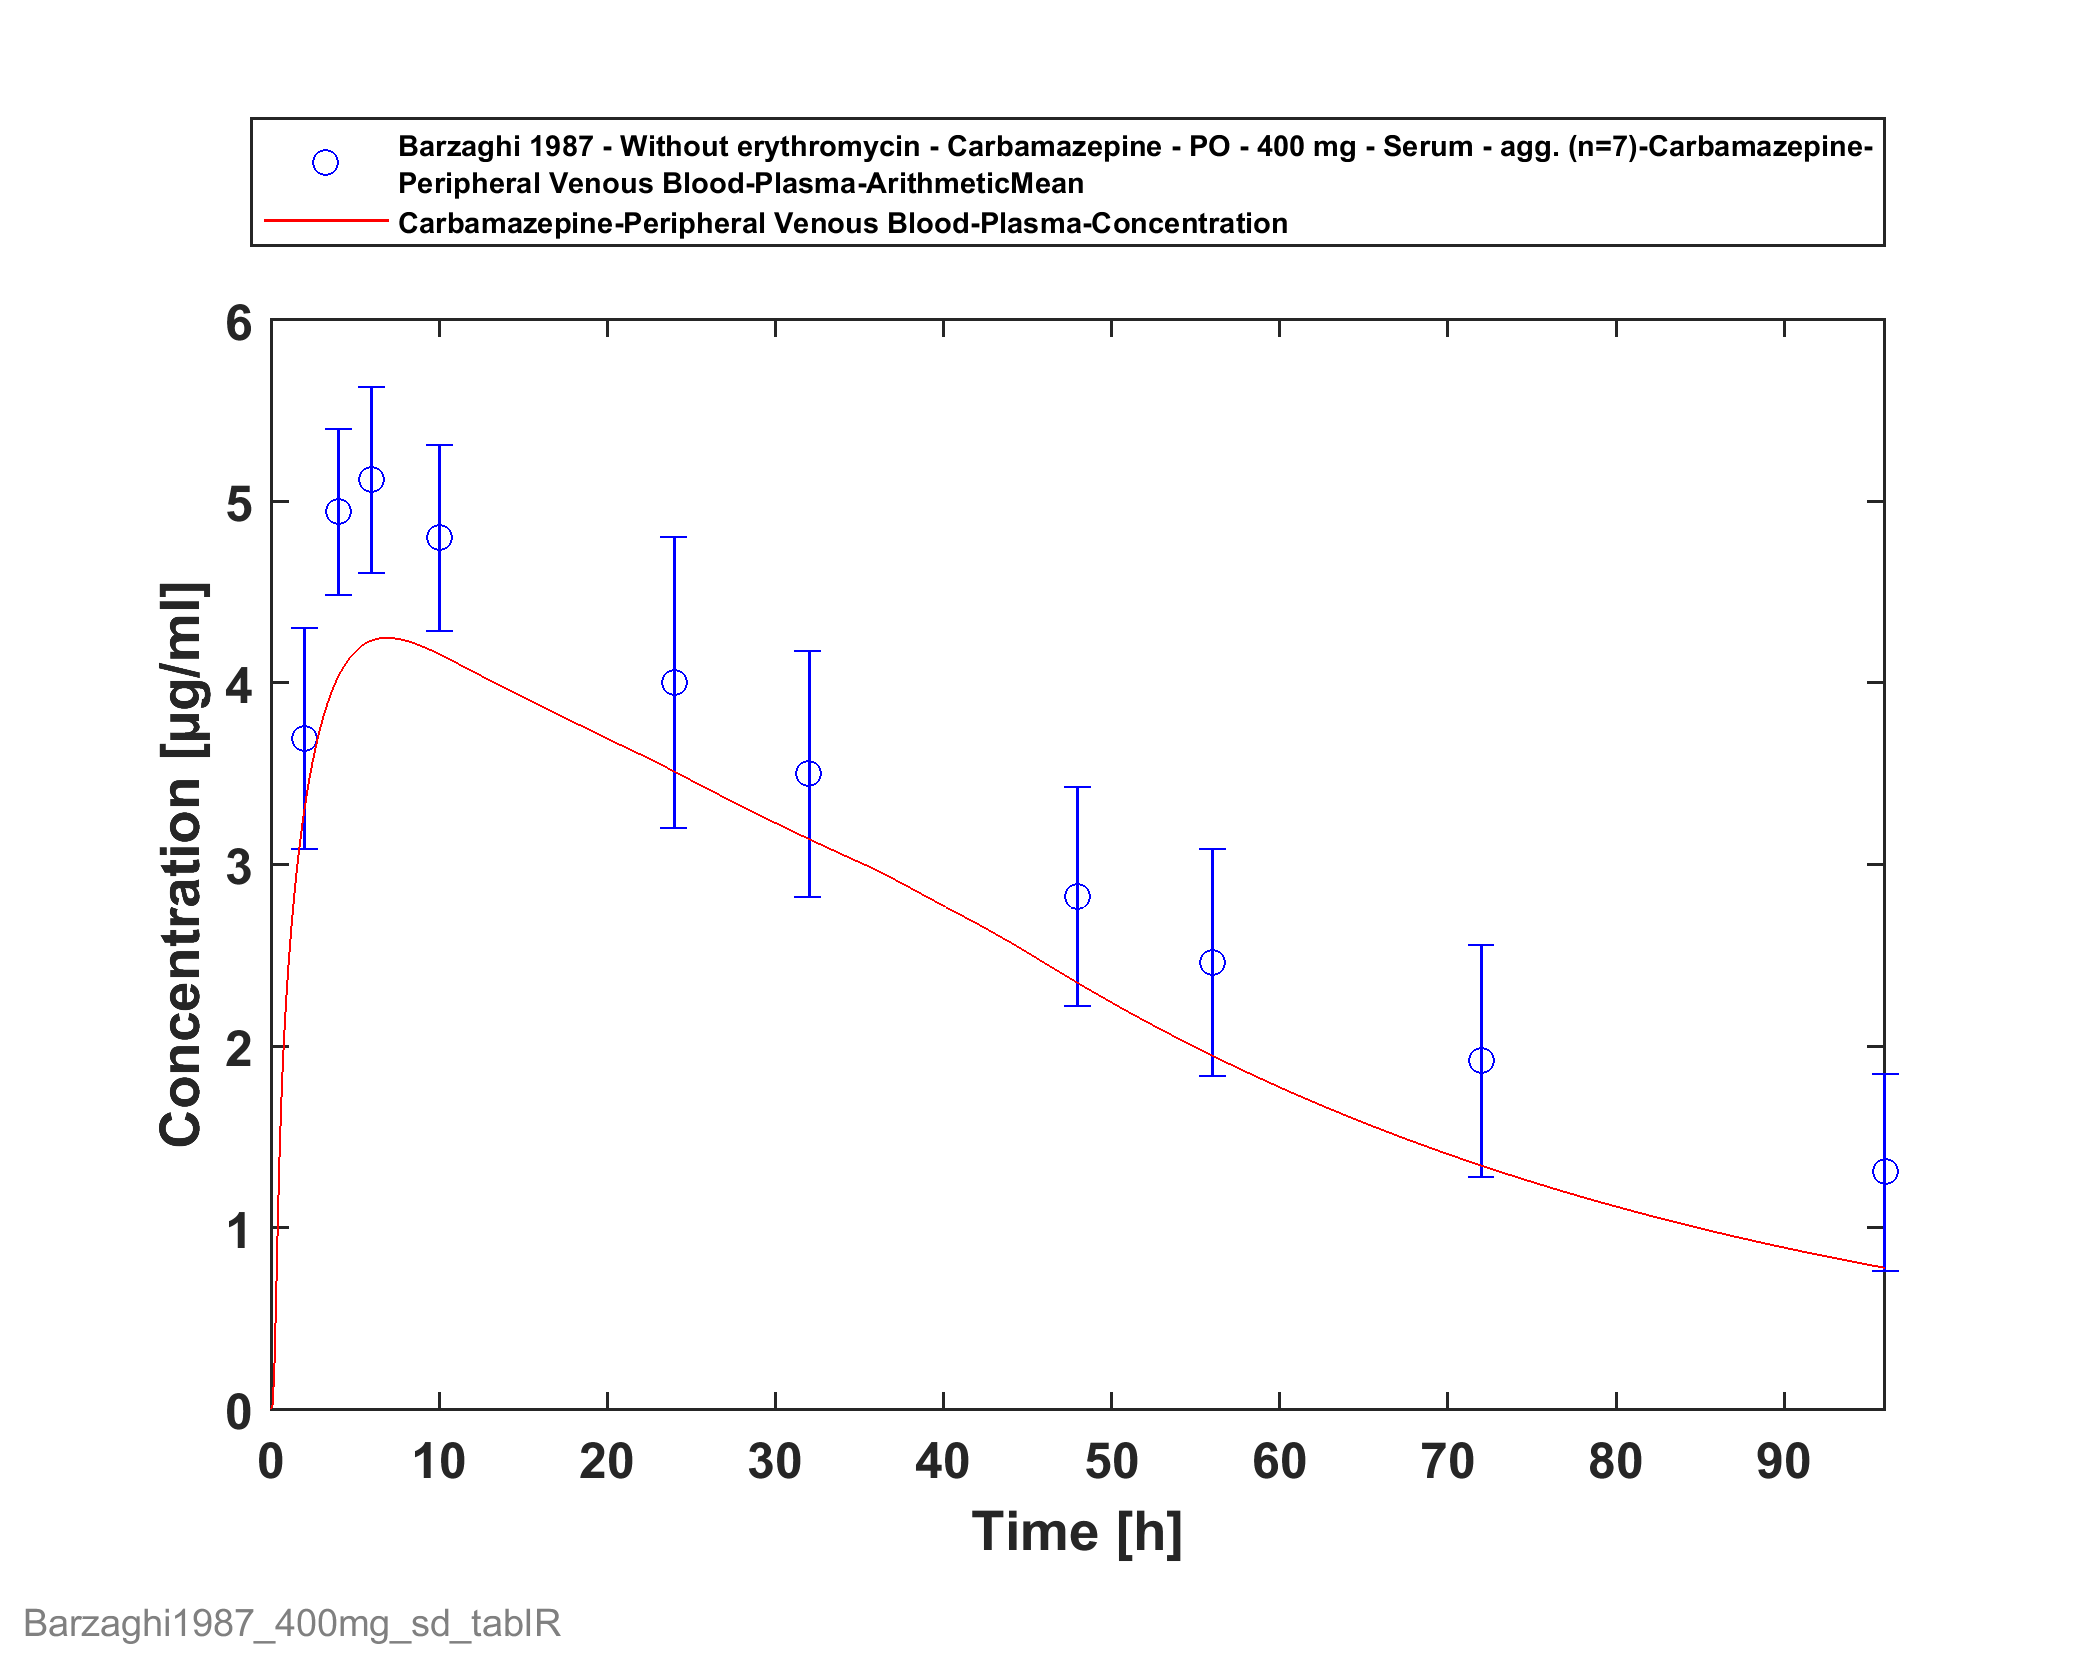 Barzaghi 1987 - Without erythromycin - Carbamazepine - PO - 400 mg - Serum - agg. (n=7)-Carbamazepine-
Peripheral Venous Blood-Plasma-ArithmeticMean
Carbamazepine-Peripheral Venous Blood-Plasma-Concentration
6
5
4
3
2
1
0
Concentration [µg/ml]
0 10 20 30 40 50 60 70 80 90
Time [h]
Barzaghi1987_400mg_sd_tablR